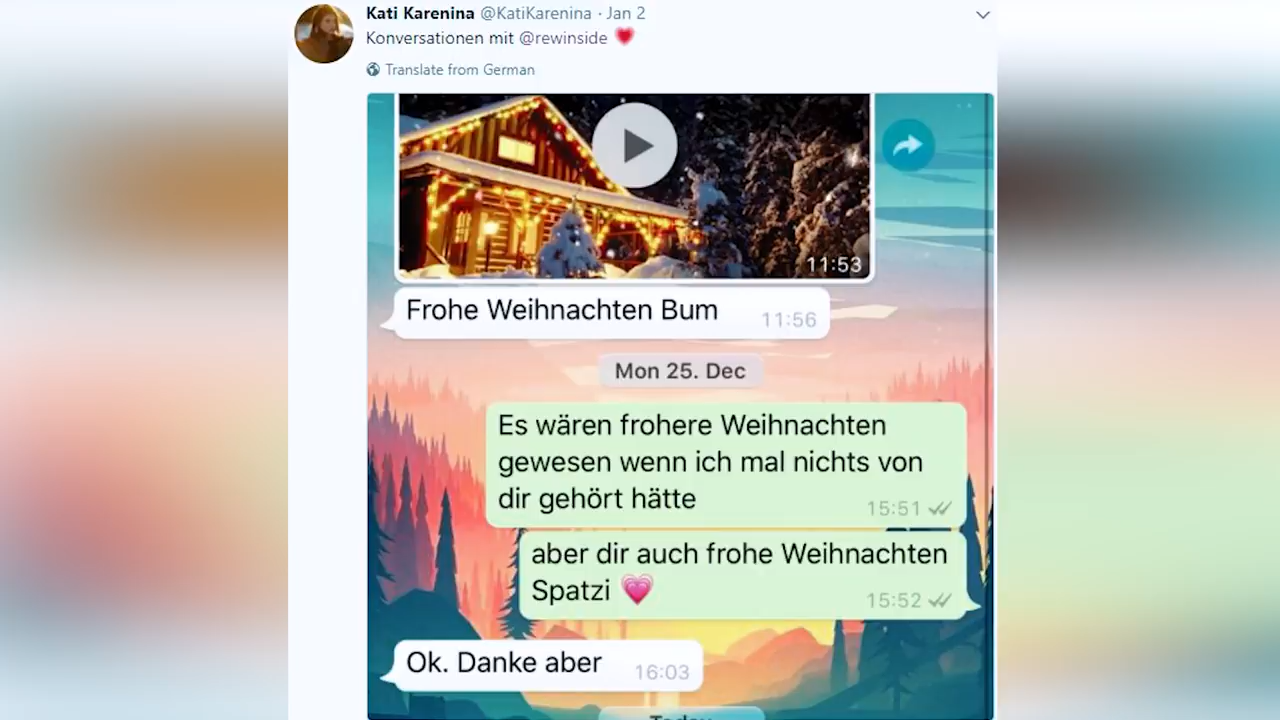 Kati Karenina @KatiKarenina · Jan 2
Konversationen mit @rewinside
Translate from German
11:53
Frohe Weihnachten Bum 11:56
Mon 25. Dec
Es wären frohere Weihnachten
gewesen wenn ich mal nichts von
dir gehört hätte
15:51
aber dir auch frohe Weihnachten
Spatzi
15:52
Ok. Danke aber 16:03
Today